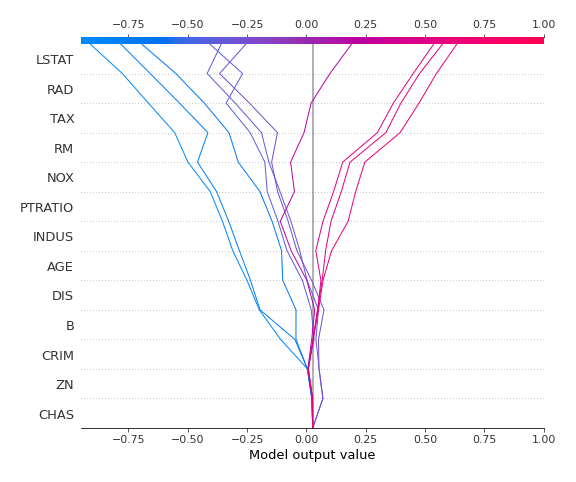 −0.75 −0.50 −0.25 0.00 0.25 0.50 0.75 1.00
LSTAT
RAD
TAX
RM
NOX
PTRATIO
INDUS
AGE
DIS
B
CRIM
ZN
CHAS
−0.75 −0.50 −0.25 0.00 0.25 0.50 0.75 1.00
Model output value